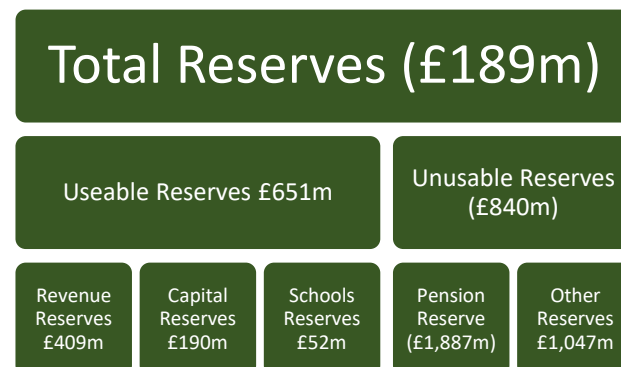 Total Reserves (£189m)
Useable Reserves £651m
Unusable Reserves
(£840m)
Revenue
Reserves
£409m
Capital
Reserves
£190m
Schools
Reserves
£52m
Pension
Reserve
(£1,887m)
Other
Reserves
£1,047m